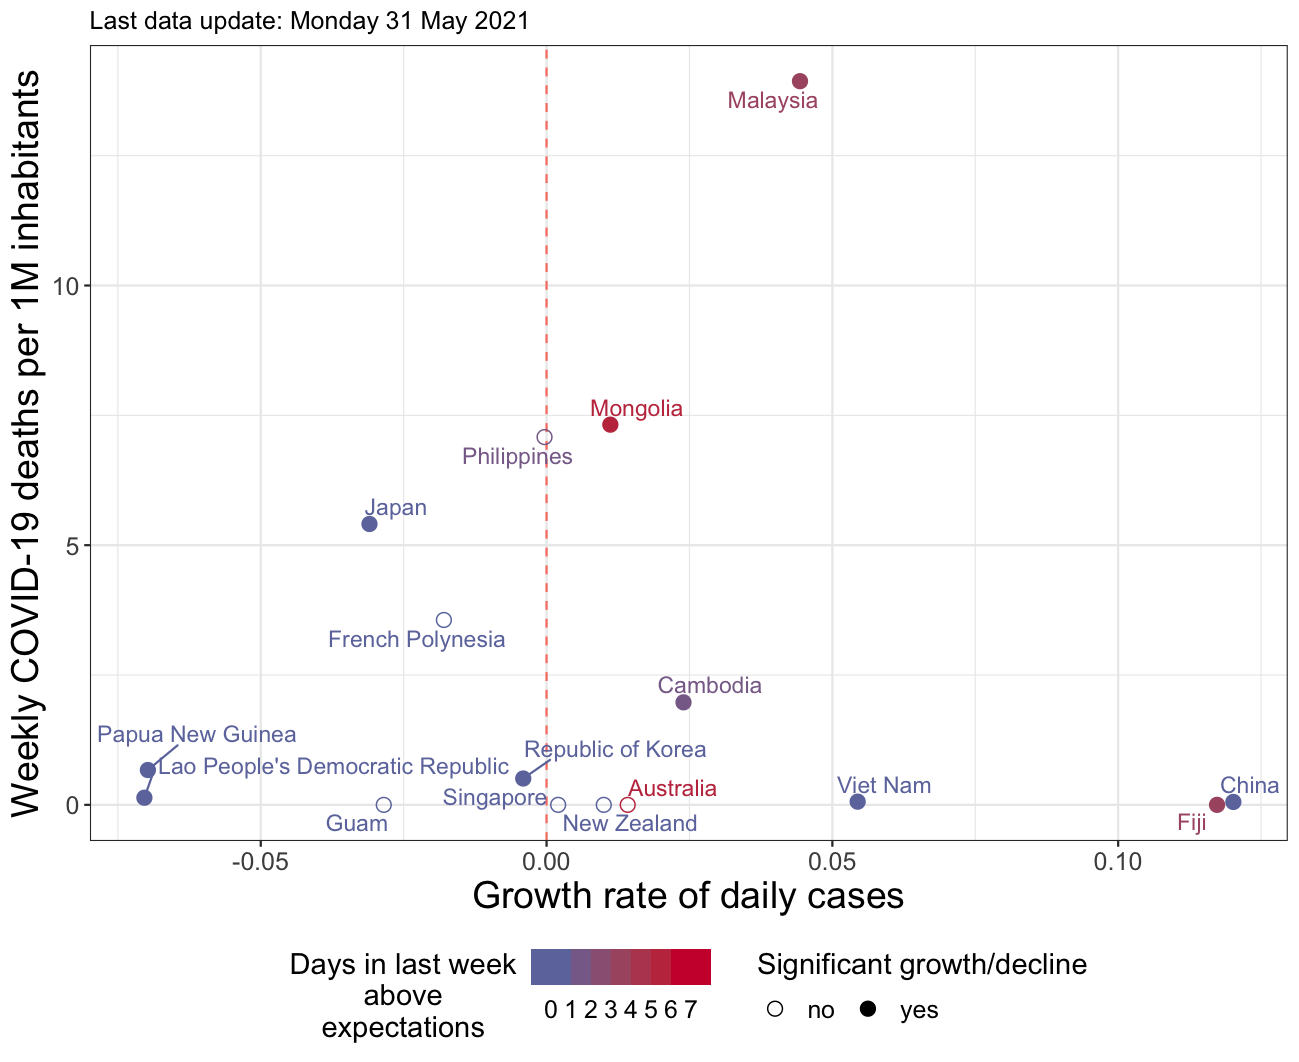 Last data update: Monday 31 May 2021
Weekly COVID-19 deaths per 1M inhabitants
10
5
0
Malaysia
Mongolia
Philippines
Japan
French Polynesia
Cambodia
Papua New Guinea
Republic of Korea
Lao People's Democratic Republic
Viet Nam
China
Australia
Singapore
Guam
New Zealand
Fiji
-0.05
0.00
0.05
0.10
Growth rate of daily cases
Days in last week
above
expectations
0 1 2 3 4 5 6 7
Significant growth/decline
no
yes